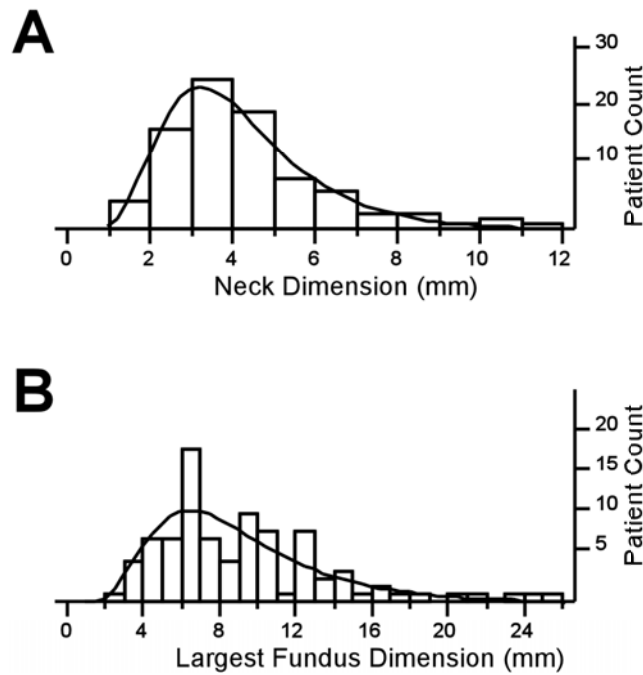 A
30
20
10
Patient Count
0 2 4 6 8 10 12
Neck Dimension (mm)
B
20
15
10
5
Patient Count
0 4 8 12 16 20 24
Largest Fundus Dimension (mm)